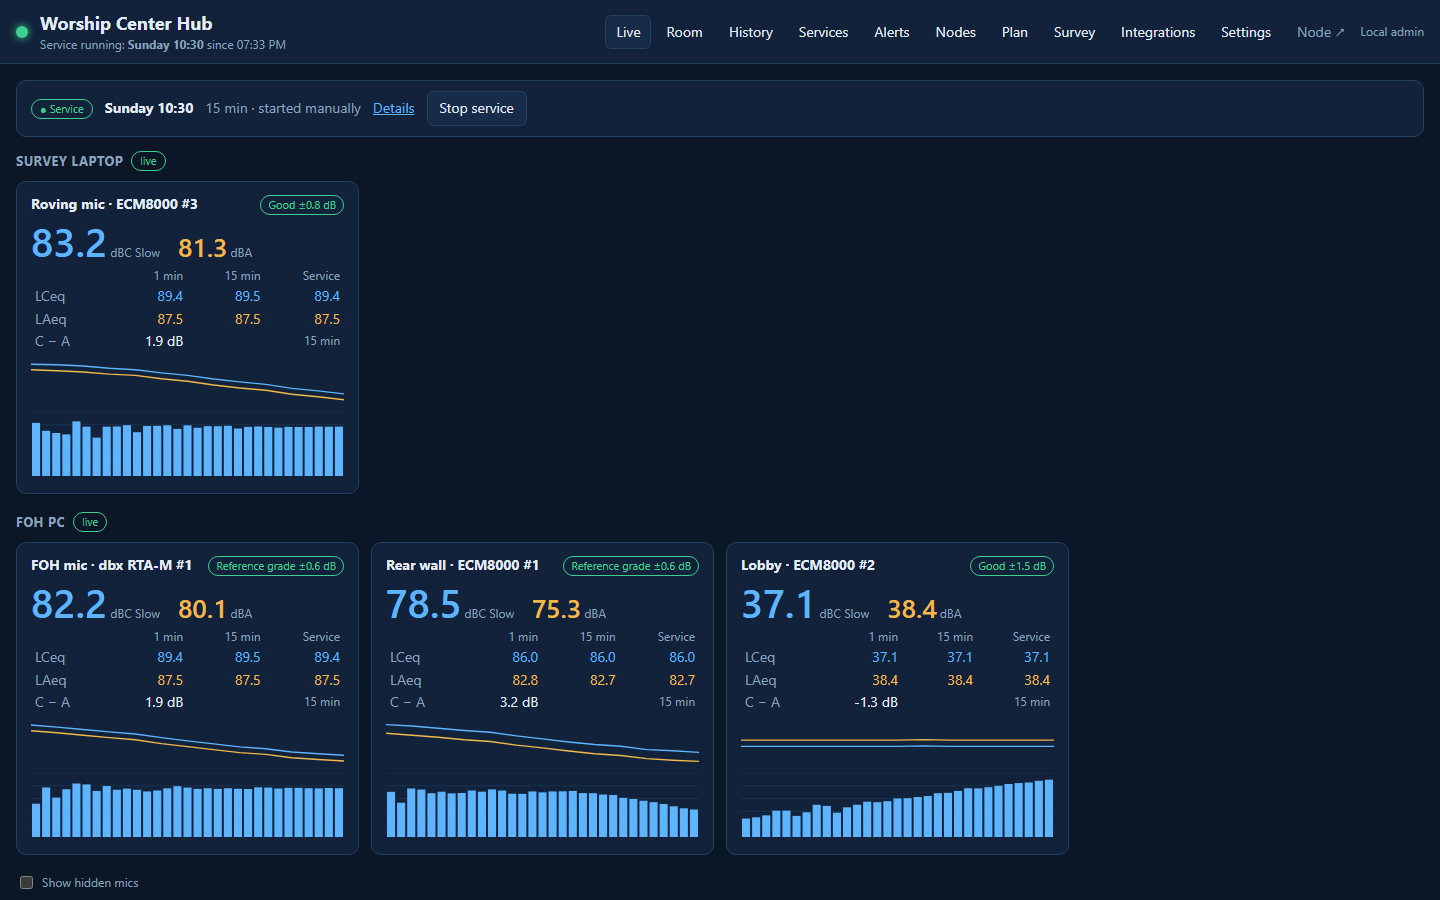 Worship Center Hub
Service running: Sunday 10:30 since 07:33 PM
Live Room History Services Alerts Nodes Plan Survey Integrations Settings Node ↗ Local admin
● Service Sunday 10:30 15 min · started manually Details Stop service
SURVEY LAPTOP live
Roving mic · ECM8000 #3 Good ±0.8 dB
83.2 dBC Slow 81.3 dBA
1 min 15 min Service
LCeq 89.4 89.5 89.4
LAeq 87.5 87.5 87.5
C − A 1.9 dB 15 min
FOH PC live
FOH mic · dbx RTA-M #1 Reference grade ±0.6 dB
82.2 dBC Slow 80.1 dBA
1 min 15 min Service
LCeq 89.4 89.5 89.4
LAeq 87.5 87.5 87.5
C − A 1.9 dB 15 min
Rear wall · ECM8000 #1 Reference grade ±0.6 dB
78.5 dBC Slow 75.3 dBA
1 min 15 min Service
LCeq 86.0 86.0 86.0
LAeq 82.8 82.7 82.7
C − A 3.2 dB 15 min
Lobby · ECM8000 #2 Good ±1.5 dB
37.1 dBC Slow 38.4 dBA
1 min 15 min Service
LCeq 37.1 37.1 37.1
LAeq 38.4 38.4 38.4
C − A -1.3 dB 15 min
Show hidden mics